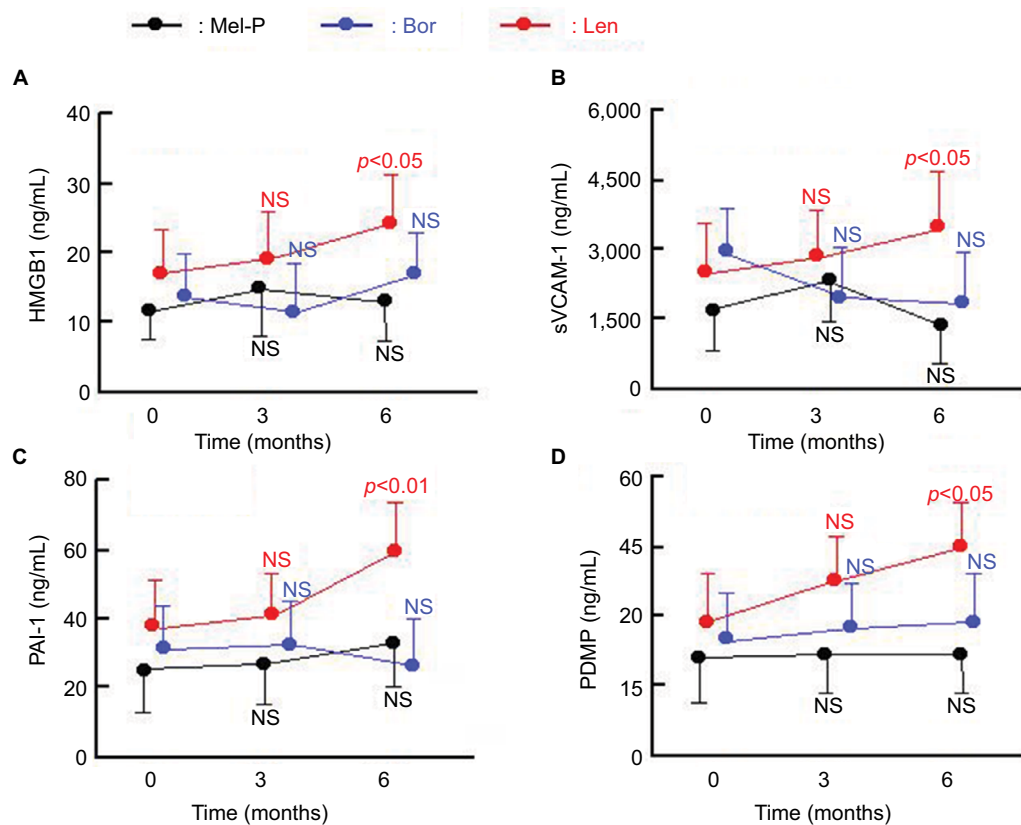 : Mel-P : Bor : Len
A
HMGB1 (ng/mL)
40
30
20
10
0
NS
NS
NS
p<0.05
NS
NS
0 3 6
Time (months)
B
sVCAM-1 (ng/mL)
6,000
4,500
3,000
1,500
0
NS
NS
NS
p<0.05
NS
NS
0 3 6
Time (months)
C
PAI-1 (ng/mL)
80
60
40
20
0
NS
NS
NS
p<0.01
NS
NS
0 3 6
Time (months)
D
PDMP (ng/mL)
60
45
20
15
0
NS
NS
NS
p<0.05
NS
NS
0 3 6
Time (months)